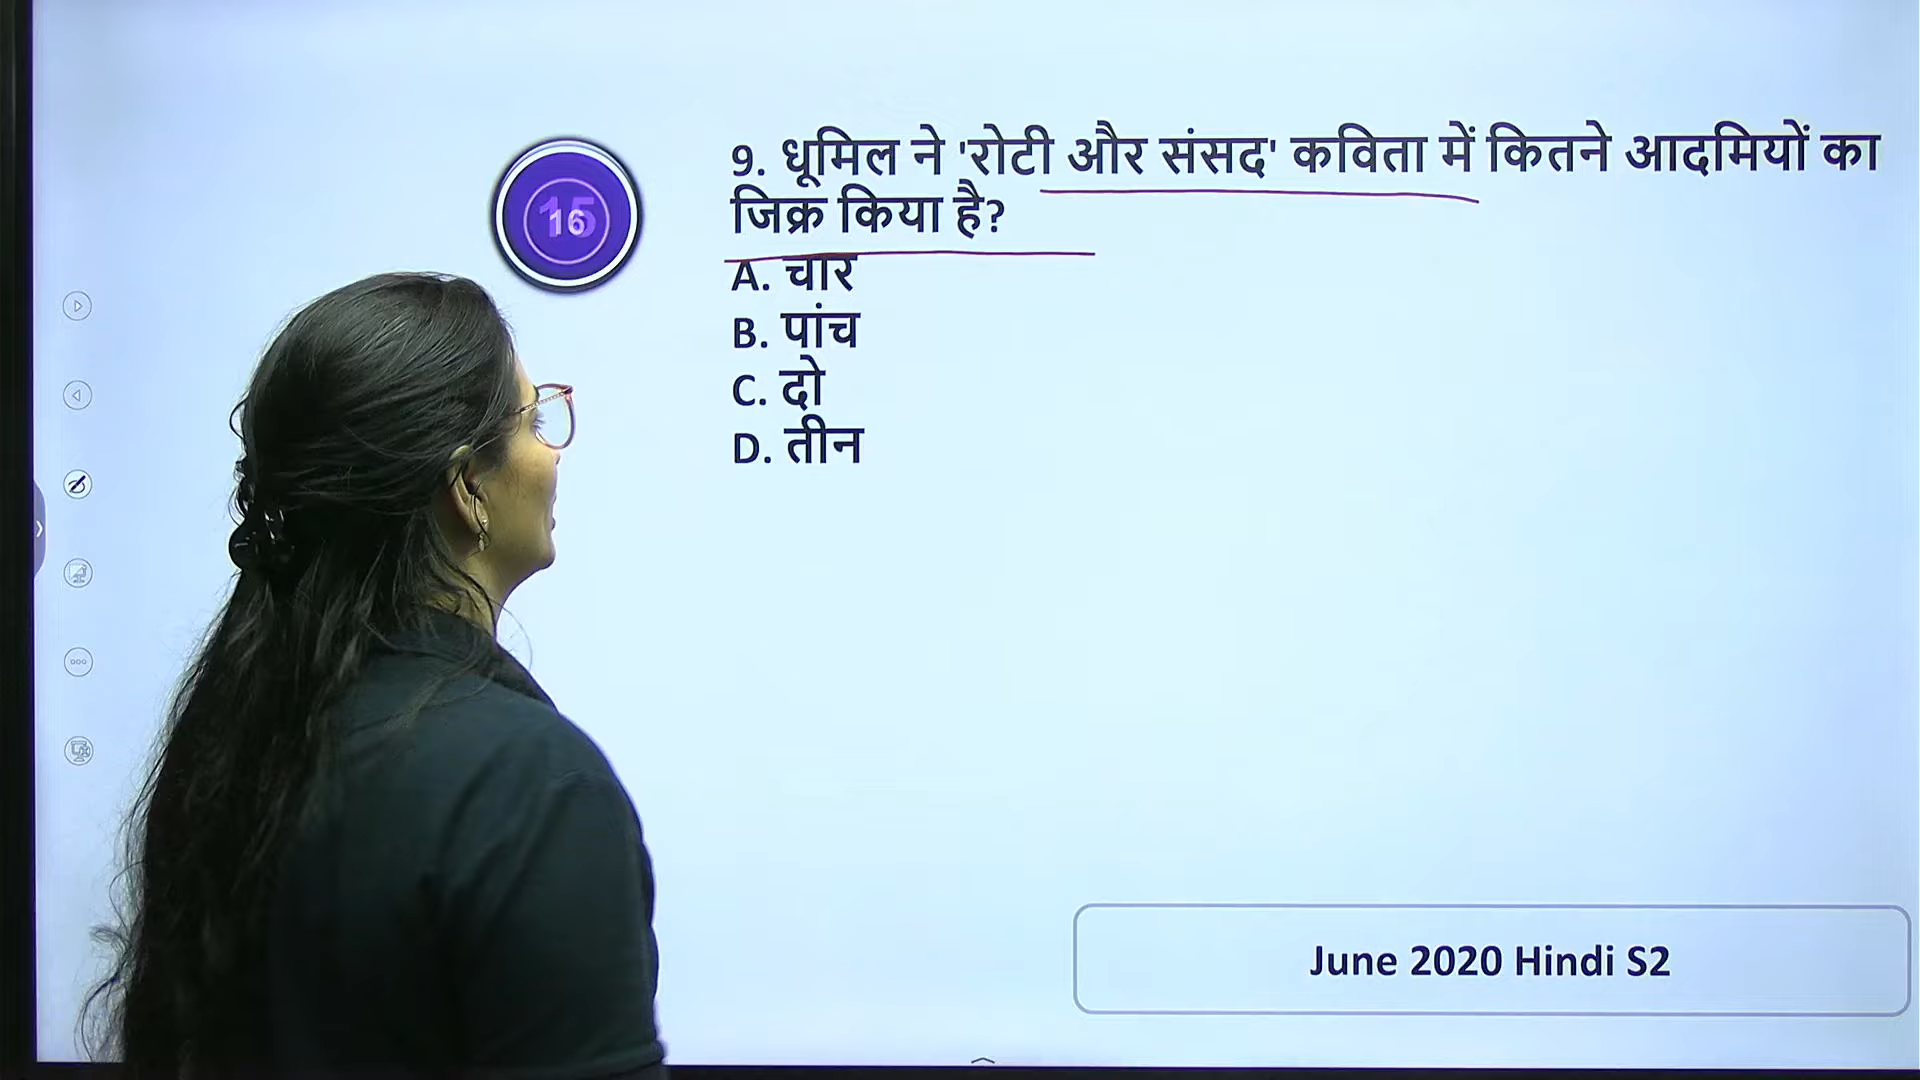 9. धूमिल ने 'रोटी और संसद' कविता में कितने आदमियों का
जिक्र किया है?
A. चार
B. पांच
C. दो
D. तीन
16
June 2020 Hindi S2